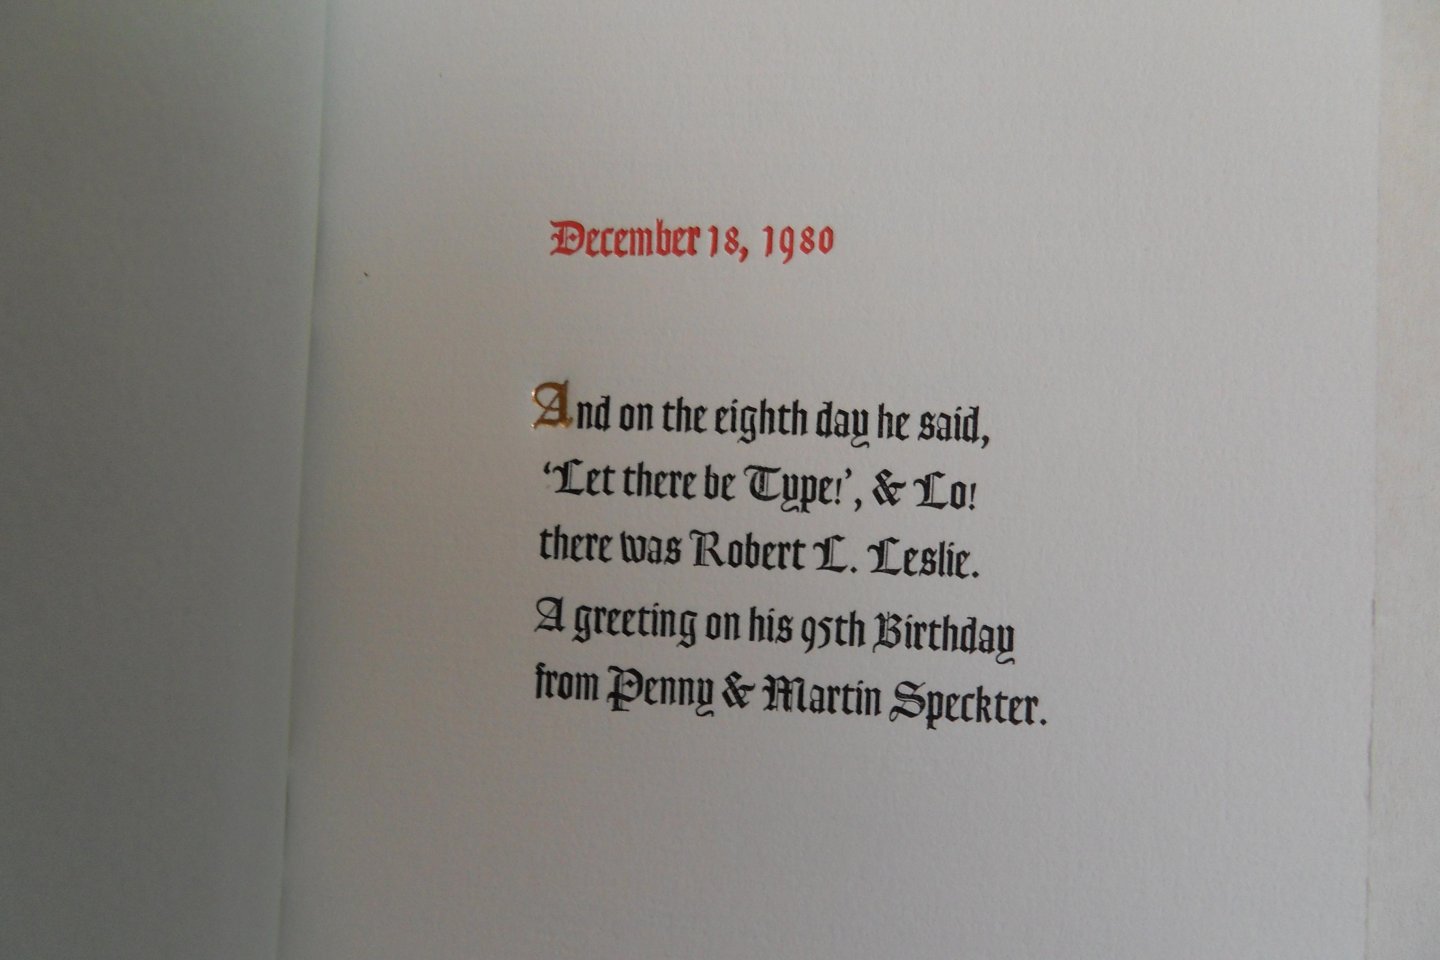 December 18, 1980
And on the eighth day he said,
‘Let there be Type!’, & Lo!
there was Robert L. Leslie.
A greeting on his 95th Birthday
from Penny & Martin Speckter.